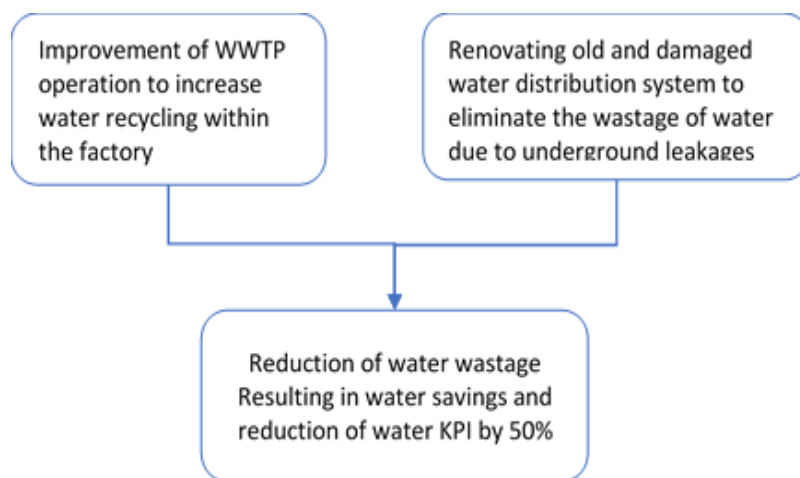 Improvement of WWTP
operation to increase
water recycling within
the factory
Renovating old and damaged
water distribution system to
eliminate the wastage of water
due to underground leakages
Reduction of water wastage
Resulting in water savings and
reduction of water KPI by 50%